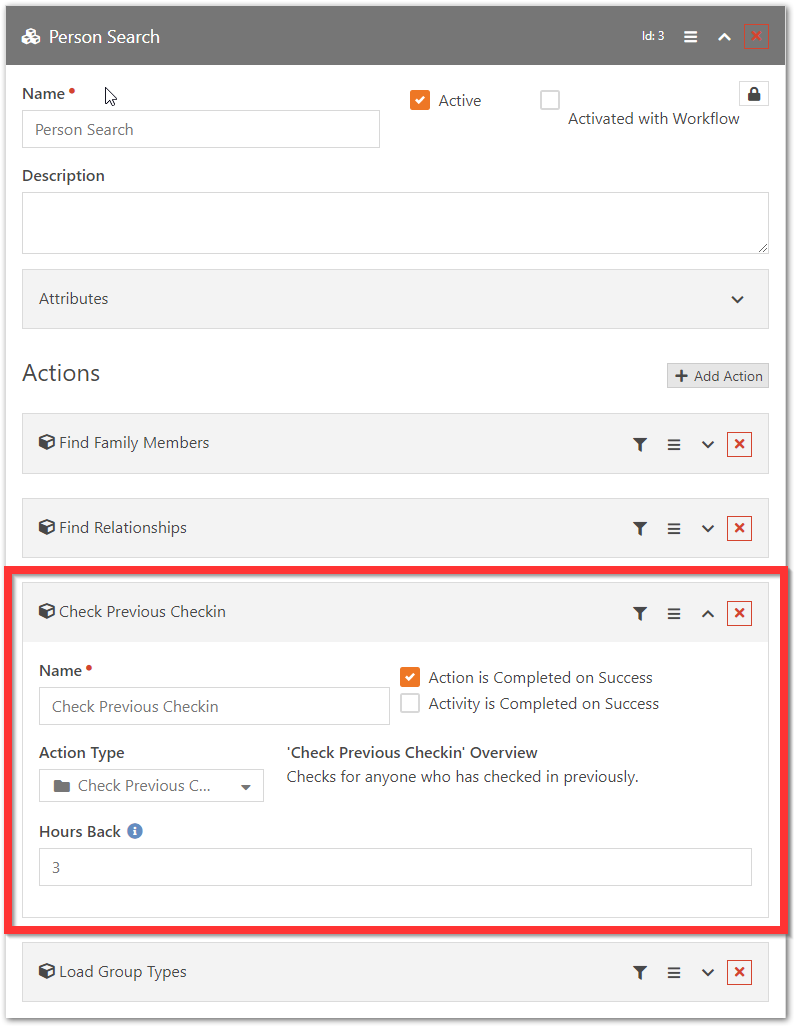 Person Search
Id: 3
Name
Active
Activated with Workflow
Person Search
Description
Attributes
Actions
Add Action
Find Family Members
Find Relationships
Check Previous Checkin
Name
Action is Completed on Success
Check Previous Checkin
Activity is Completed on Success
Action Type
'Check Previous Checkin' Overview
Check Previous C...
Checks for anyone who has checked in previously.
Hours Back
3
Load Group Types